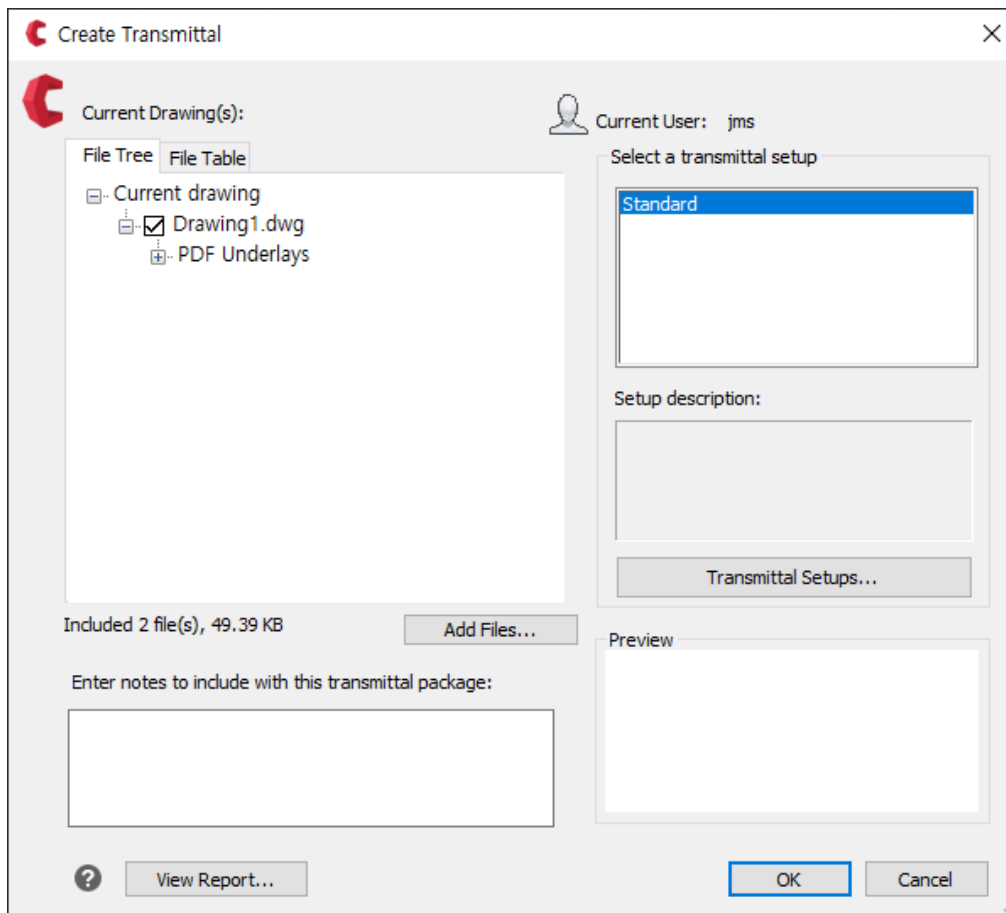 Create Transmittal
Current Drawing(s):
Current User: jms
File Tree
File Table
Current drawing
Drawing1.dwg
PDF Underlays
Included 2 file(s), 49.39 KB
Add Files...
Enter notes to include with this transmittal package:
Select a transmittal setup
Standard
Setup description:
Transmittal Setups...
Preview
?
View Report...
OK
Cancel